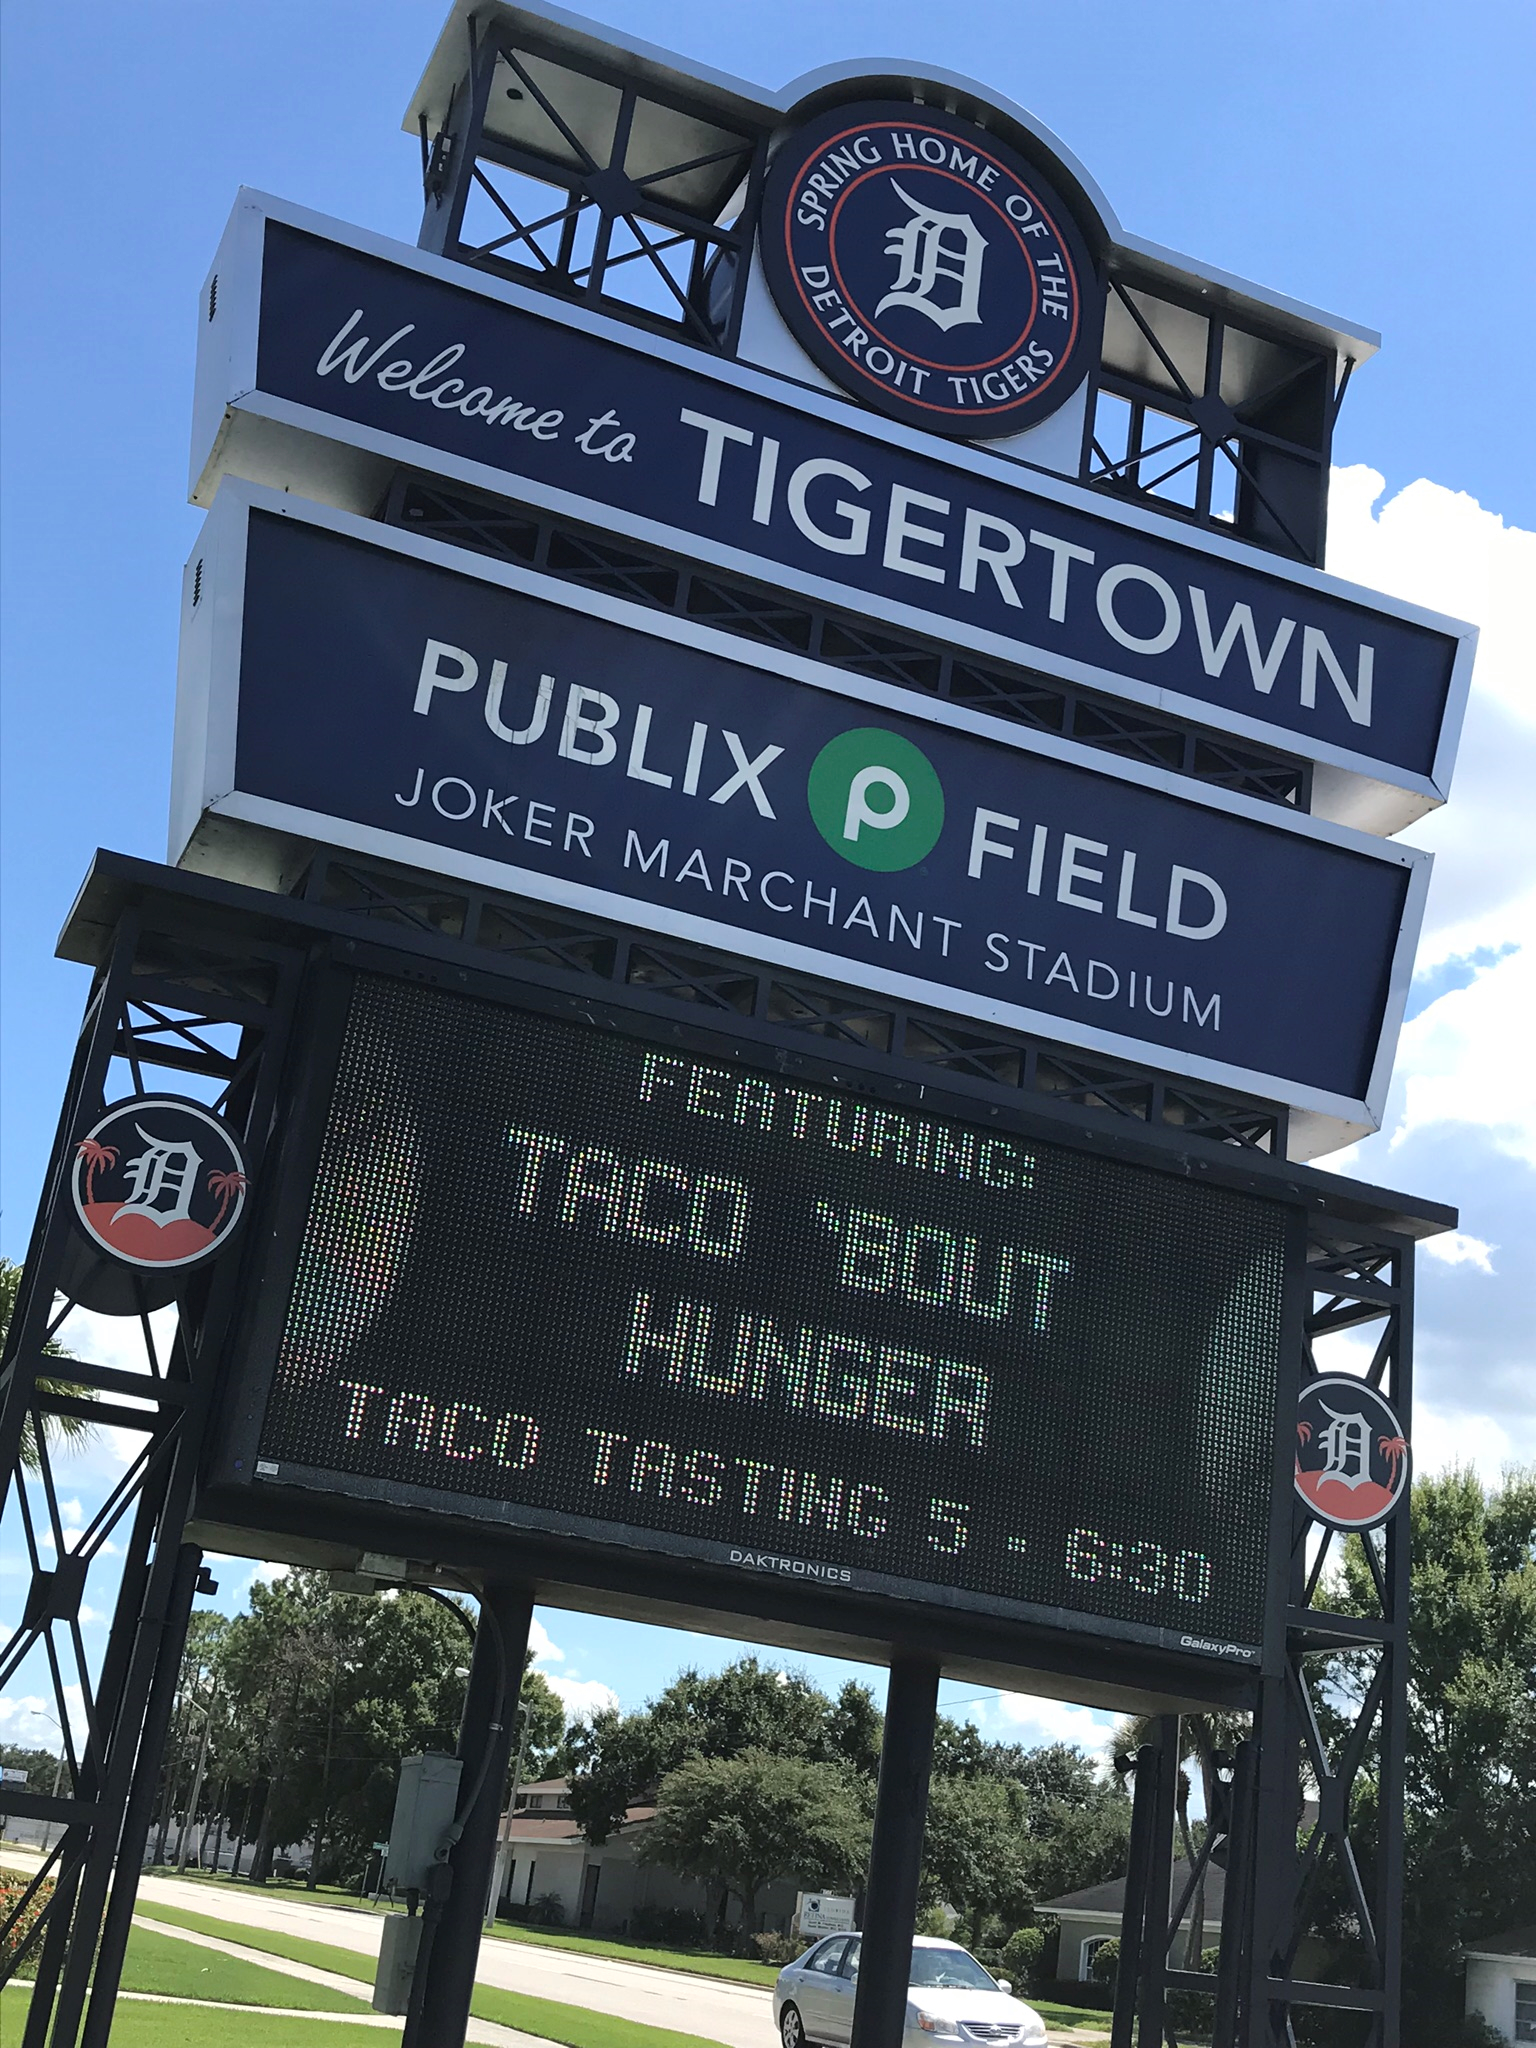 SPRING HOME OF THE
DETROIT TIGERS
D
Welcome to TIGERTOWN
PUBLIX P FIELD
JOKER MARCHANT STADIUM
FEATURING:
TACO 'BOUT
HUNGER
TACO TASTING 5 - 6:30
D
D
DAKTRONICS
GalaxyPro